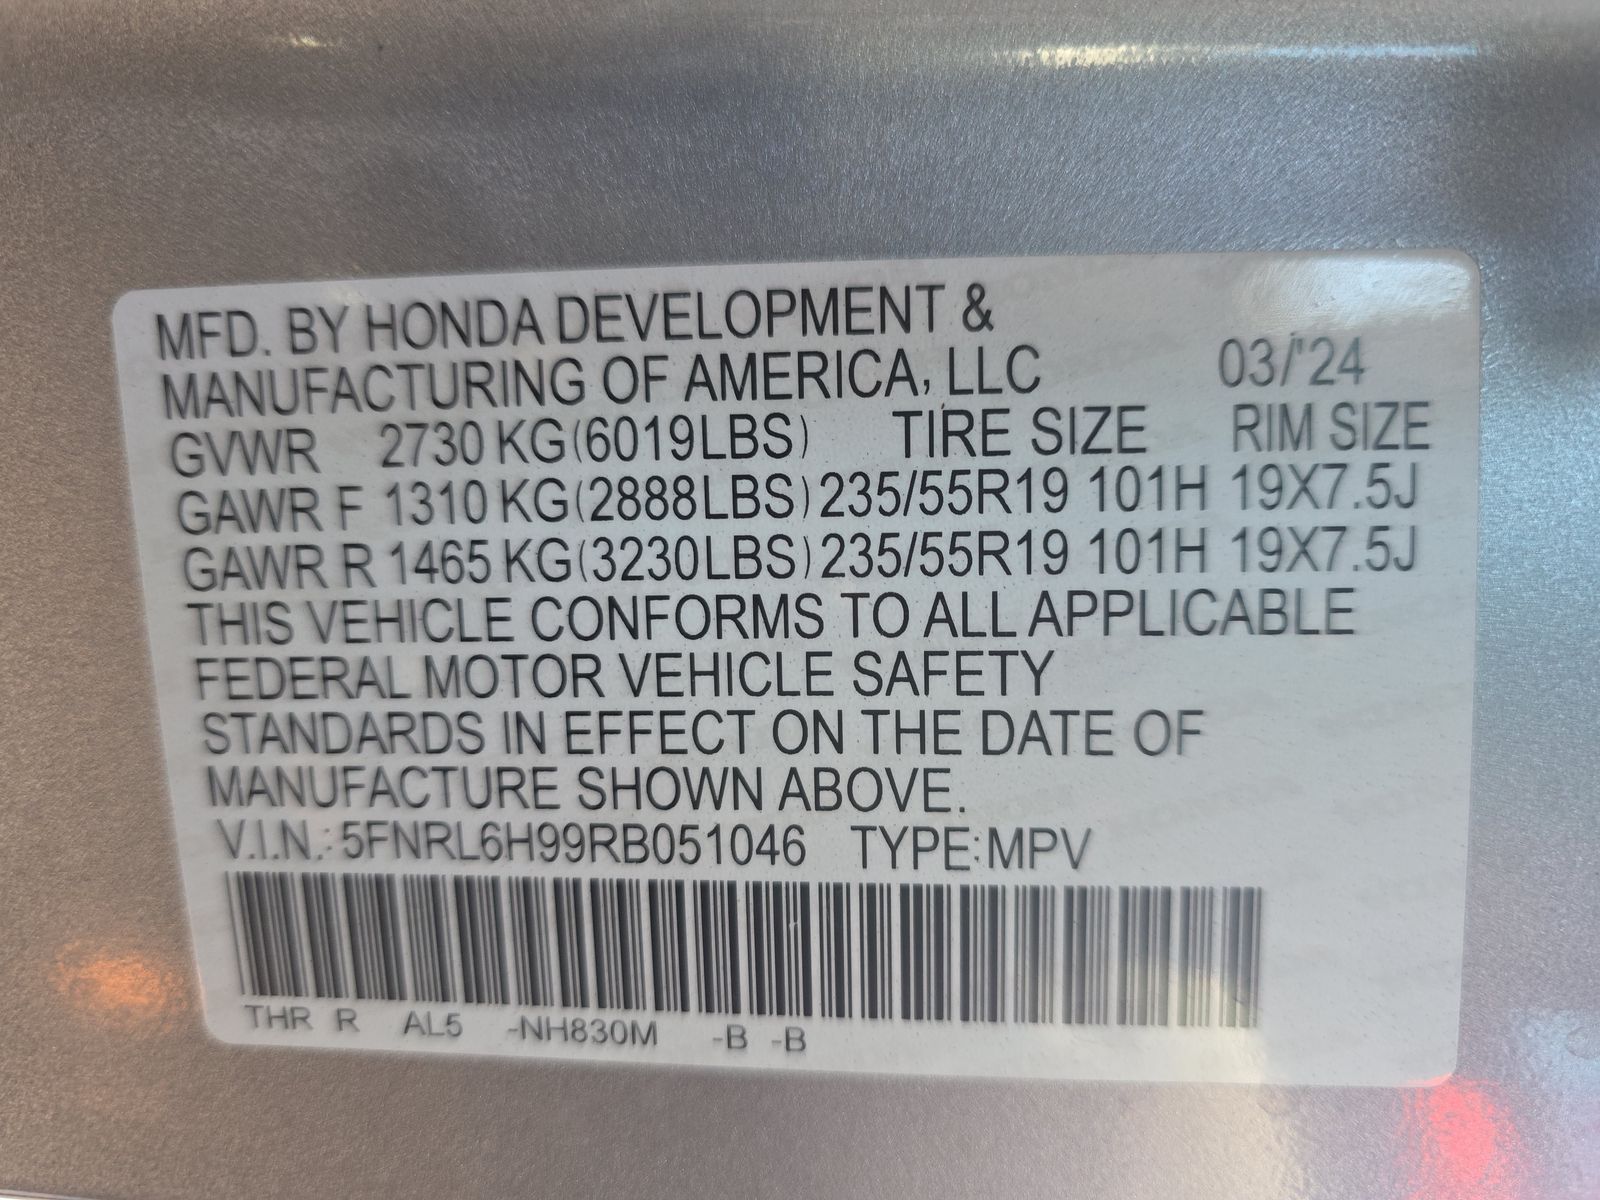 MFD. BY HONDA DEVELOPMENT &
MANUFACTURING OF AMERICA, LLC 03/'24
GVWR 2730 KG(6019LBS) TIRE SIZE RIM SIZE
GAWR F 1310 KG(2888LBS) 235/55R19 101H 19X7.5J
GAWR R 1465 KG(3230LBS) 235/55R19 101H 19X7.5J
THIS VEHICLE CONFORMS TO ALL APPLICABLE
FEDERAL MOTOR VEHICLE SAFETY
STANDARDS IN EFFECT ON THE DATE OF
MANUFACTURE SHOWN ABOVE.
V.I.N.: 5FNRL6H99RB051046 TYPE: MPV
THR R AL5 -NH830M -B -B